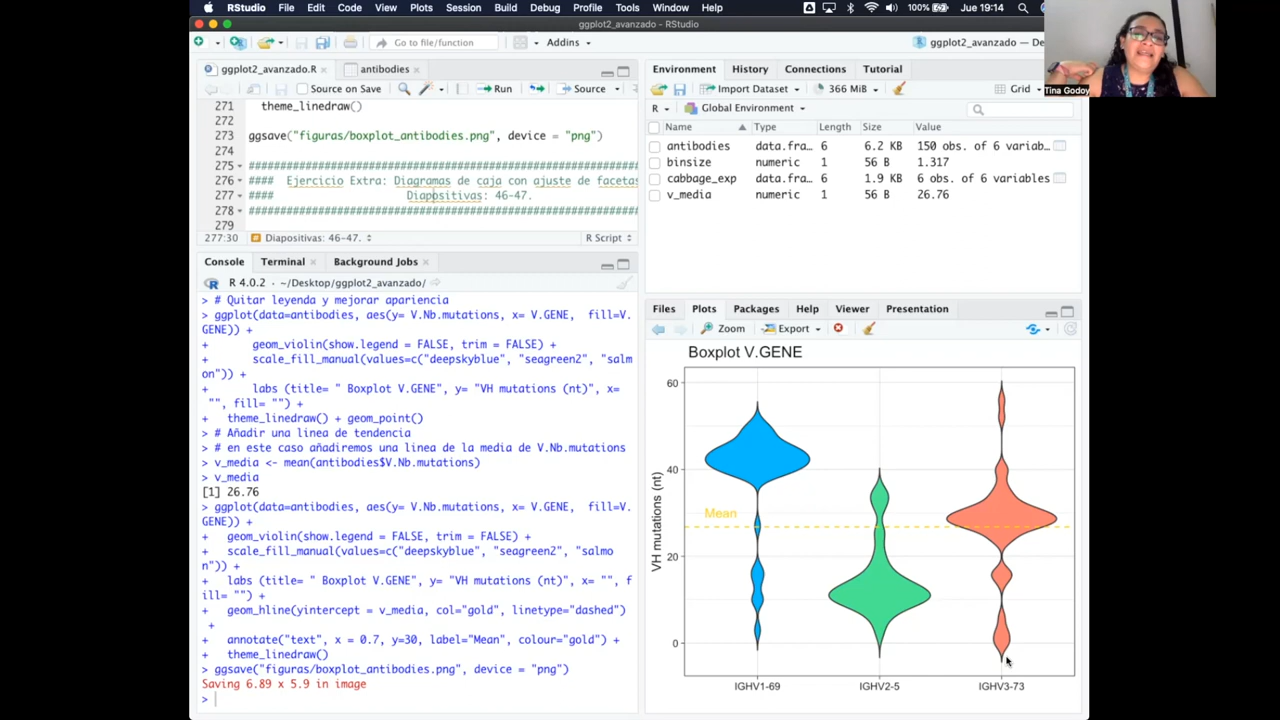 RStudio File Edit Code View Plots Session Build Debug Profile Tools Window Help 100% Jue 19:14
ggplot2_avanzado - RStudio
Go to file/function Addins ggplot2_avanzado — De
Tina Godoy
ggplot2_avanzado.R antibodies
Source on Save Run Source
271 theme_linedraw()
272
273 ggsave("figuras/boxplot_antibodies.png", device = "png")
274
275 ################################################
276 #### Ejercicio Extra: Diagramas de caja con ajuste de facetas
277 #### Diapositivas: 46-47.
278 ################################################
279
277:30 Diapositivas: 46-47. R Script
Console Terminal Background Jobs
R 4.0.2 · ~/Desktop/ggplot2_avanzado/
> # Quitar leyenda y mejorar apariencia
> ggplot(data=antibodies, aes(y= V.Nb.mutations, x= V.GENE, fill=V.
GENE)) +
+ geom_violin(show.legend = FALSE, trim = FALSE) +
+ scale_fill_manual(values=c("deepskyblue", "seagreen2", "salm
on")) +
+ labs (title= " Boxplot V.GENE", y= "VH mutations (nt)", x=
"", fill= "") +
+ theme_linedraw() + geom_point()
> # Añadir una linea de tendencia
> # en este caso añadiremos una linea de la media de V.Nb.mutations
> v_media <- mean(antibodies$V.Nb.mutations)
> v_media
[1] 26.76
> ggplot(data=antibodies, aes(y= V.Nb.mutations, x= V.GENE, fill=V.
GENE)) +
+ geom_violin(show.legend = FALSE, trim = FALSE) +
+ scale_fill_manual(values=c("deepskyblue", "seagreen2", "salmo
n")) +
+ labs (title= " Boxplot V.GENE", y= "VH mutations (nt)", x= "", f
ill= "") +
+ geom_hline(yintercept = v_media, col="gold", linetype="dashed")
+
+ annotate("text", x = 0.7, y=30, label="Mean", colour="gold") +
+ theme_linedraw()
> ggsave("figuras/boxplot_antibodies.png", device = "png")
Saving 6.89 x 5.9 in image
>
Environment History Connections Tutorial
Import Dataset 366 MiB Grid
R Global Environment
Name Type Length Size Value
antibodies data.fra… 6 6.2 KB 150 obs. of 6 variab…
binsize numeric 1 56 B 1.317
cabbage_exp data.fra… 6 1.9 KB 6 obs. of 6 variables
v_media numeric 1 56 B 26.76
Files Plots Packages Help Viewer Presentation
Zoom Export
Boxplot V.GENE
VH mutations (nt)
60
40
20
0
Mean
IGHV1-69 IGHV2-5 IGHV3-73